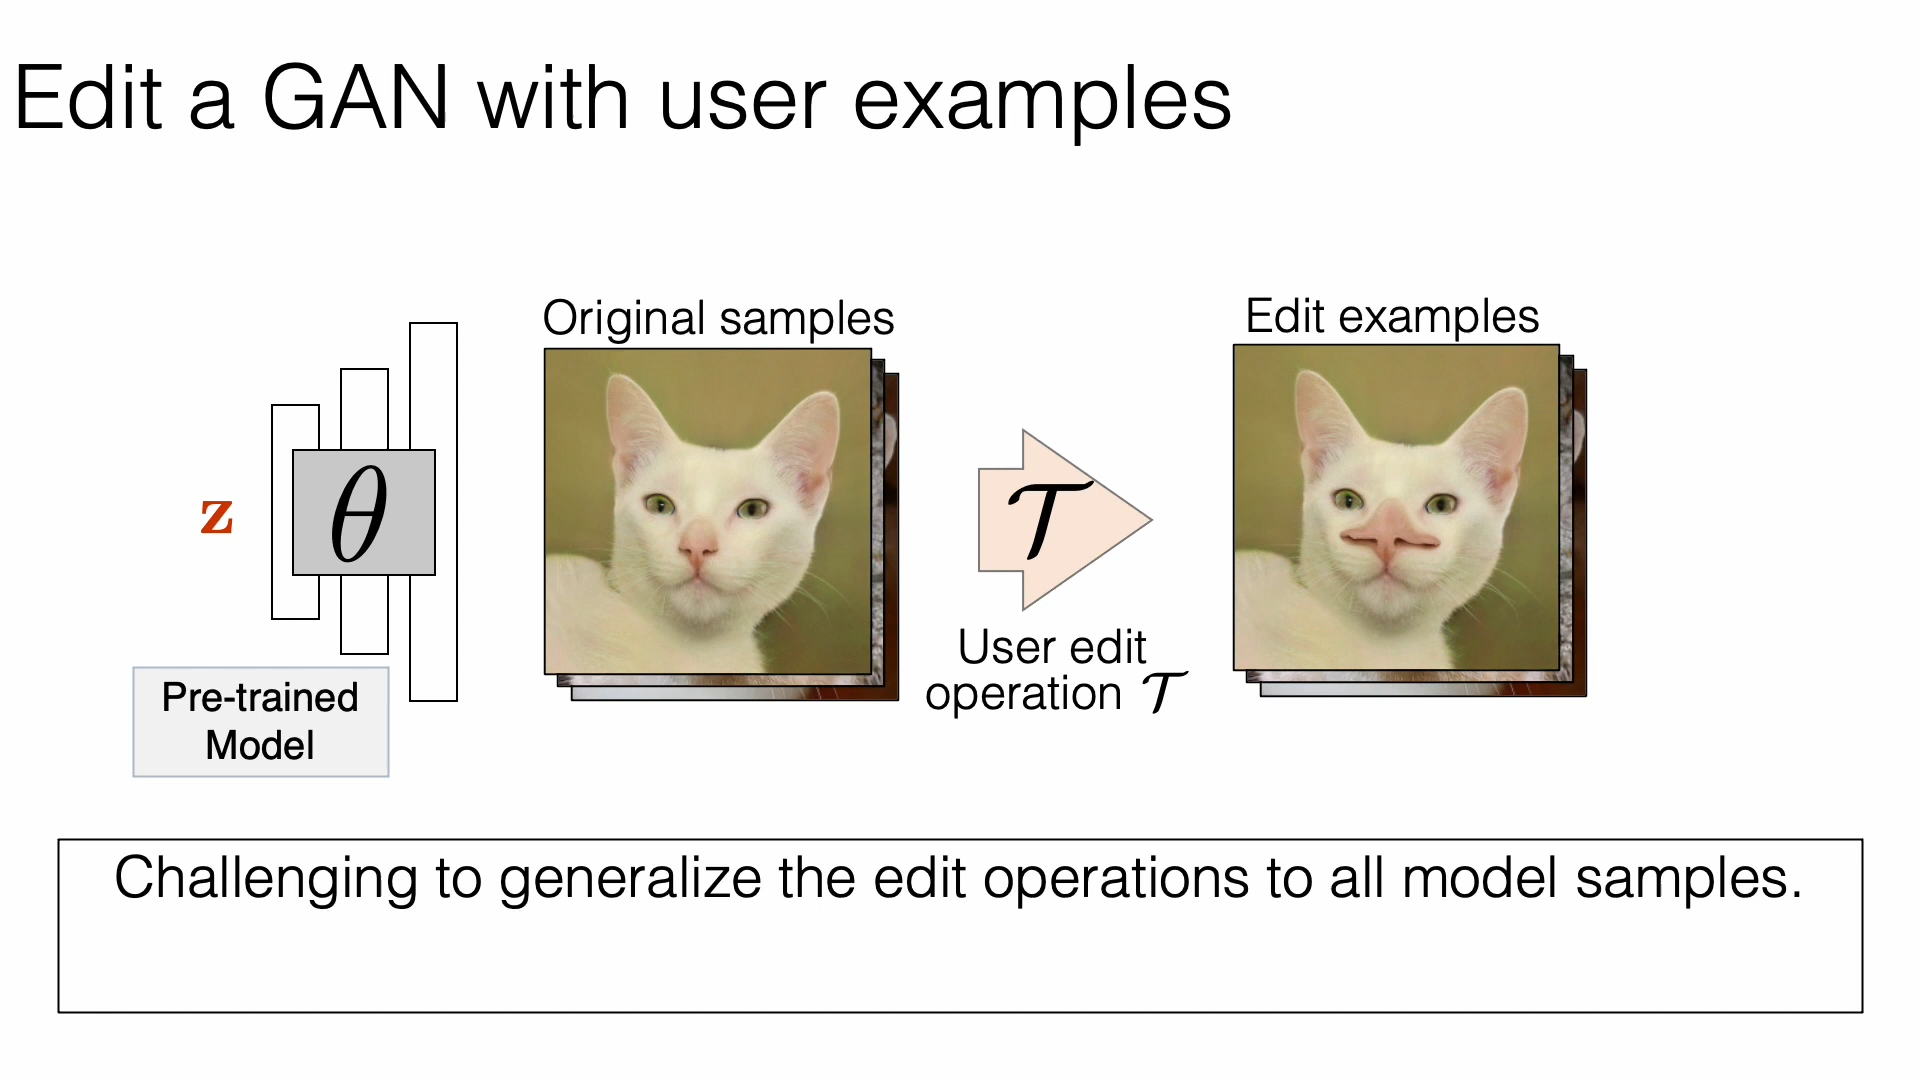 Edit a GAN with user examples
Original samples
Edit examples
z
θ
𝒯
User edit
operation 𝒯
Pre-trained
Model
Challenging to generalize the edit operations to all model samples.